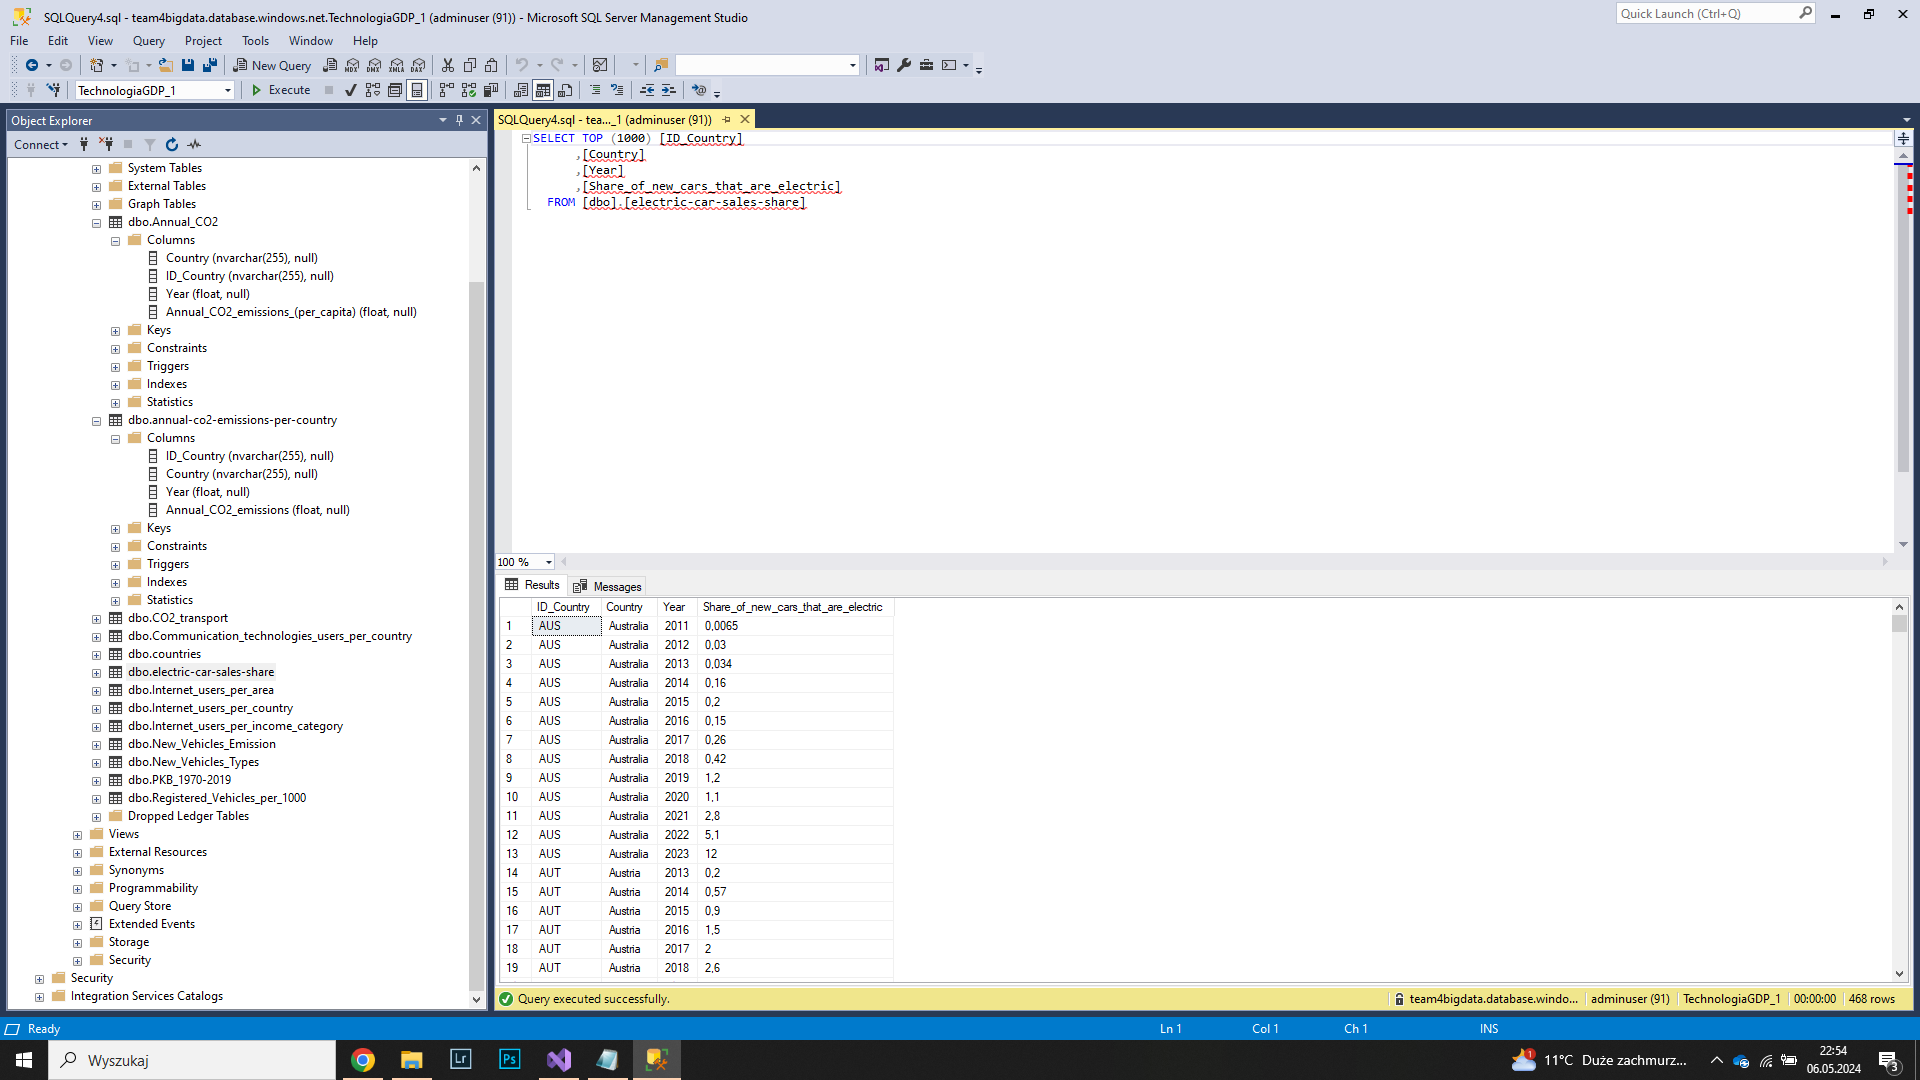 SQLQuery4.sql - team4bigdata.database.windows.net.TechnologiaGDP_1 (adminuser (91)) - Microsoft SQL Server Management Studio
Quick Launch (Ctrl+Q)
File Edit View Query Project Tools Window Help
New Query
MDX DMX XMLA DAX
TechnologiaGDP_1 Execute
Object Explorer
Connect
System Tables
External Tables
Graph Tables
dbo.Annual_CO2
Columns
Country (nvarchar(255), null)
ID_Country (nvarchar(255), null)
Year (float, null)
Annual_CO2_emissions_(per_capita) (float, null)
Keys
Constraints
Triggers
Indexes
Statistics
dbo.annual-co2-emissions-per-country
Columns
ID_Country (nvarchar(255), null)
Country (nvarchar(255), null)
Year (float, null)
Annual_CO2_emissions (float, null)
Keys
Constraints
Triggers
Indexes
Statistics
dbo.CO2_transport
dbo.Communication_technologies_users_per_country
dbo.countries
dbo.electric-car-sales-share
dbo.Internet_users_per_area
dbo.Internet_users_per_country
dbo.Internet_users_per_income_category
dbo.New_Vehicles_Emission
dbo.New_Vehicles_Types
dbo.PKB_1970-2019
dbo.Registered_Vehicles_per_1000
Dropped Ledger Tables
Views
External Resources
Synonyms
Programmability
Query Store
Extended Events
Storage
Security
Security
Integration Services Catalogs
SQLQuery4.sql - tea..._1 (adminuser (91))
SELECT TOP (1000) [ID_Country]
,[Country]
,[Year]
,[Share_of_new_cars_that_are_electric]
FROM [dbo].[electric-car-sales-share]
100 %
Results Messages
ID_Country Country Year Share_of_new_cars_that_are_electric
1 AUS Australia 2011 0,0065
2 AUS Australia 2012 0,03
3 AUS Australia 2013 0,034
4 AUS Australia 2014 0,16
5 AUS Australia 2015 0,2
6 AUS Australia 2016 0,15
7 AUS Australia 2017 0,26
8 AUS Australia 2018 0,42
9 AUS Australia 2019 1,2
10 AUS Australia 2020 1,1
11 AUS Australia 2021 2,8
12 AUS Australia 2022 5,1
13 AUS Australia 2023 12
14 AUT Austria 2013 0,2
15 AUT Austria 2014 0,57
16 AUT Austria 2015 0,9
17 AUT Austria 2016 1,5
18 AUT Austria 2017 2
19 AUT Austria 2018 2,6
Query executed successfully.
team4bigdata.database.windo... adminuser (91) TechnologiaGDP_1 00:00:00 468 rows
Ready Ln 1 Col 1 Ch 1 INS
Wyszukaj
Lr
Ps
1
11°C Duże zachmurz...
22:54
06.05.2024
3